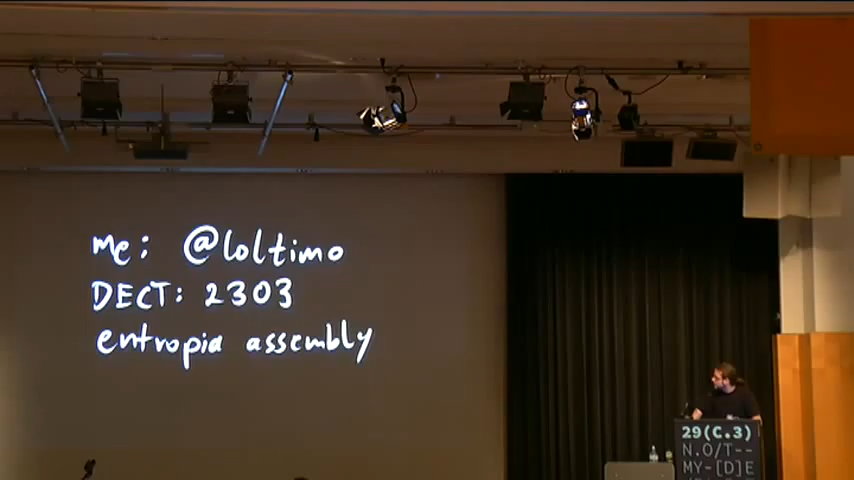 me: @loltimo
DECT: 2303
entropia assembly
29(C.3)
N.O/T--
MY-[D]E